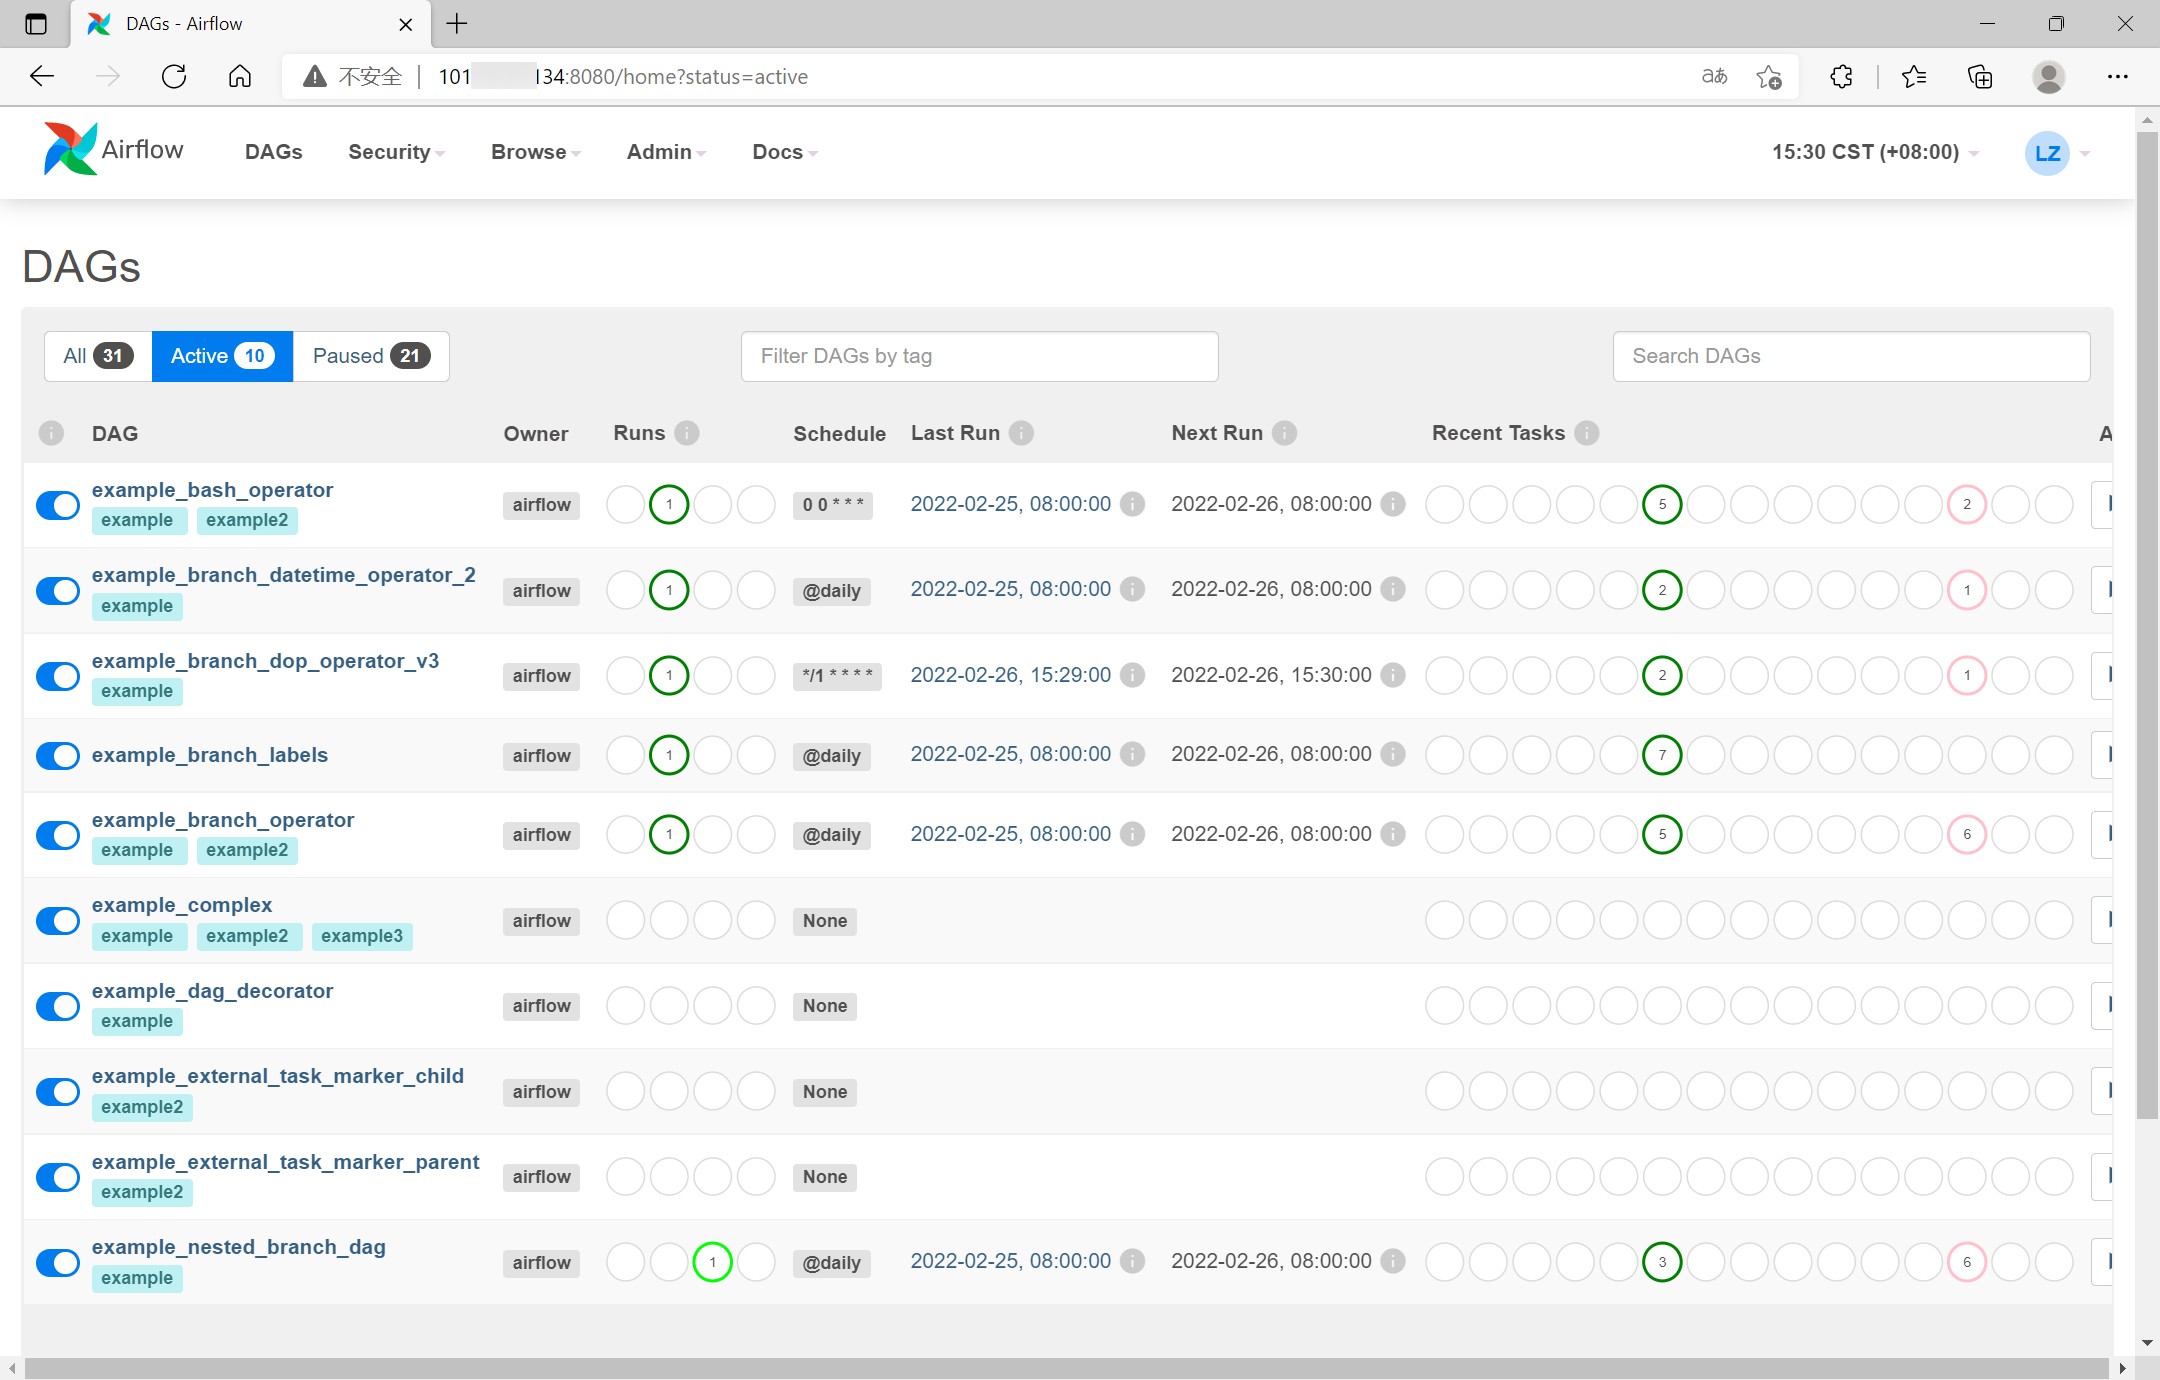 DAGs - Airflow
不安全 101 134:8080/home?status=active
Airflow DAGs Security Browse Admin Docs 15:30 CST (+08:00) LZ
DAGs
All 31 Active 10 Paused 21 Filter DAGs by tag Search DAGs
DAG Owner Runs Schedule Last Run Next Run Recent Tasks A
example_bash_operator
example example2
airflow 1 0 0 * * * 2022-02-25, 08:00:00 2022-02-26, 08:00:00 5 2
example_branch_datetime_operator_2
example
airflow 1 @daily 2022-02-25, 08:00:00 2022-02-26, 08:00:00 2 1
example_branch_dop_operator_v3
example
airflow 1 */1 * * * * 2022-02-26, 15:29:00 2022-02-26, 15:30:00 2 1
example_branch_labels airflow 1 @daily 2022-02-25, 08:00:00 2022-02-26, 08:00:00 7
example_branch_operator
example example2
airflow 1 @daily 2022-02-25, 08:00:00 2022-02-26, 08:00:00 5 6
example_complex
example example2 example3
airflow None
example_dag_decorator
example
airflow None
example_external_task_marker_child
example2
airflow None
example_external_task_marker_parent
example2
airflow None
example_nested_branch_dag
example
airflow 1 @daily 2022-02-25, 08:00:00 2022-02-26, 08:00:00 3 6